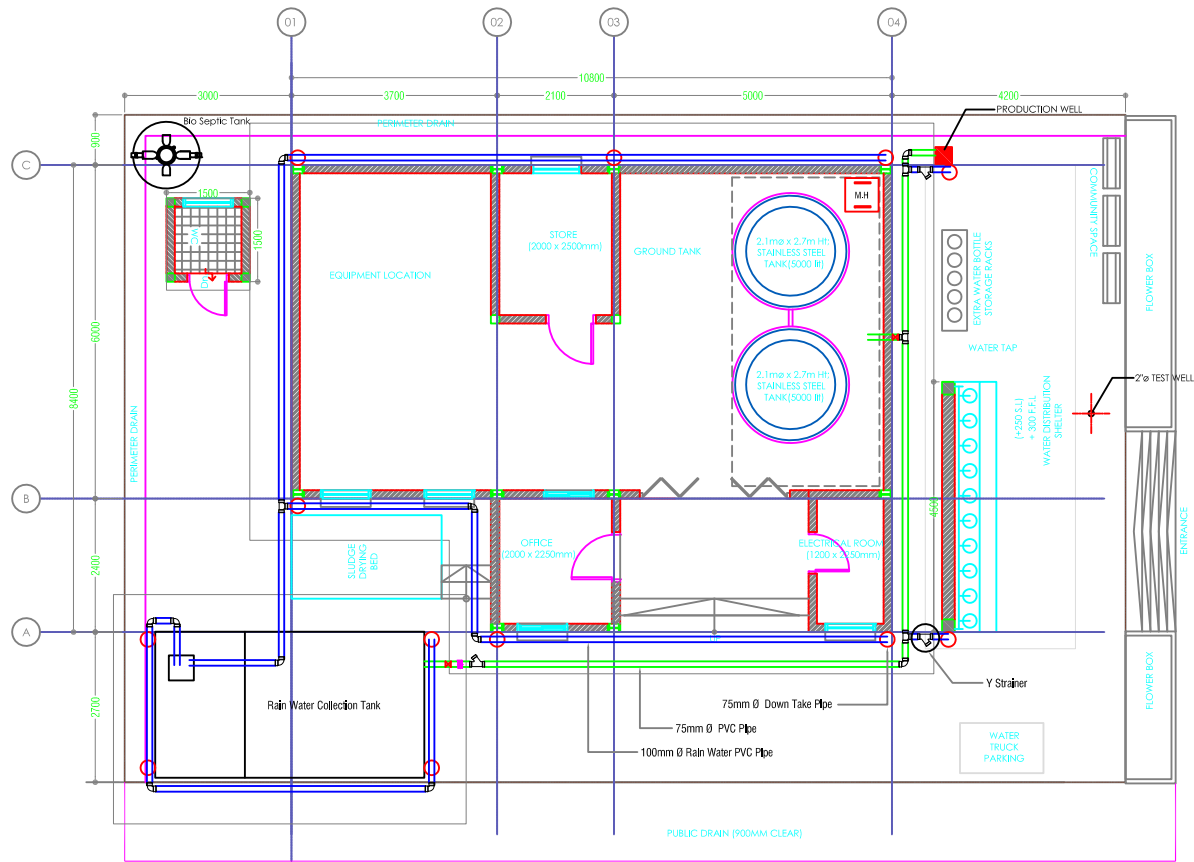 01
02
03
04
10800
3000
3700
2100
5000
4200
PRODUCTION WELL
Bio Septic Tank
PERIMETER DRAIN
900
C
1500
1500
WC
M.H
COMMUNITY SPACE
STORE
(2000 x 2500mm)
GROUND TANK
2.1mø x 2.7m Ht:
STAINLESS STEEL
TANK(5000 lit)
EQUIPMENT LOCATION
EXTRA WATER BOTTLE
STORAGE RACKS
FLOWER BOX
6000
WATER TAP
2"ø TEST WELL
2.1mø x 2.7m Ht:
STAINLESS STEEL
TANK(5000 lit)
8400
PERIMETER DRAIN
(+250 S.L)
+ 300 F.F.L
WATER DISTRIBUTION
SHELTER
B
4500
ENTRANCE
OFFICE
(2000 x 2250mm)
ELECTRICAL ROOM
SLUDGE
DRYING
BED
2400
A
FLOWER BOX
Y Strainer
2700
Rain Water Collection Tank
75mm Ø Down Take Pipe
75mm Ø PVC Pipe
100mm Ø Rain Water PVC Pipe
WATER
TRUCK
PARKING
PUBLIC DRAIN (900MM CLEAR)